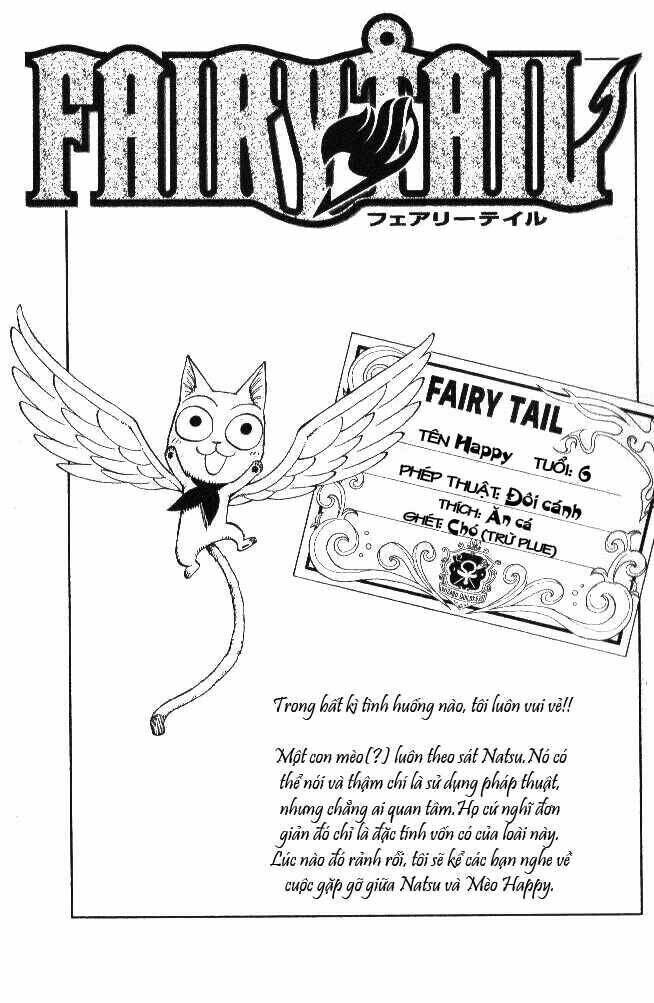 FAIRY TAIL
フェアリーテイル
FAIRY TAIL
TÊN Happy TUỔI: 6
PHÉP THUẬT: Đôi cánh
THÍCH: Ăn cá
GHÉT: Chó (TRỪ PLUE)
Trong bất kì tình huống nào, tôi luôn vui vẻ!!
Một con mèo(?) luôn theo sát Natsu.Nó có
thể nói và thậm chí là sử dụng pháp thuật,
nhưng chẳng ai quan tâm.Họ cứ nghĩ đơn
giản đó chỉ là đặc tính vốn có của loài này.
Lúc nào đó rảnh rỗi, tôi sẽ kể các bạn nghe về
cuộc gặp gỡ giữa Natsu và Mèo Happy.